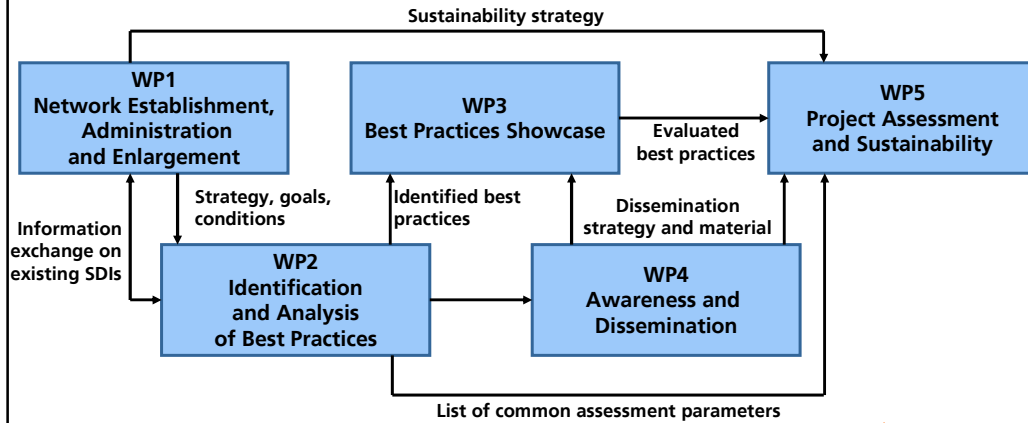 Sustainability strategy
WP1
Network Establishment,
Administration
and Enlargement
WP3
Best Practices Showcase
Evaluated
best practices
WP5
Project Assessment
and Sustainability
Information
exchange on
existing SDIs
Strategy, goals,
conditions
Identified best
practices
Dissemination
strategy and material
WP2
Identification
and Analysis
of Best Practices
WP4
Awareness and
Dissemination
List of common assessment parameters